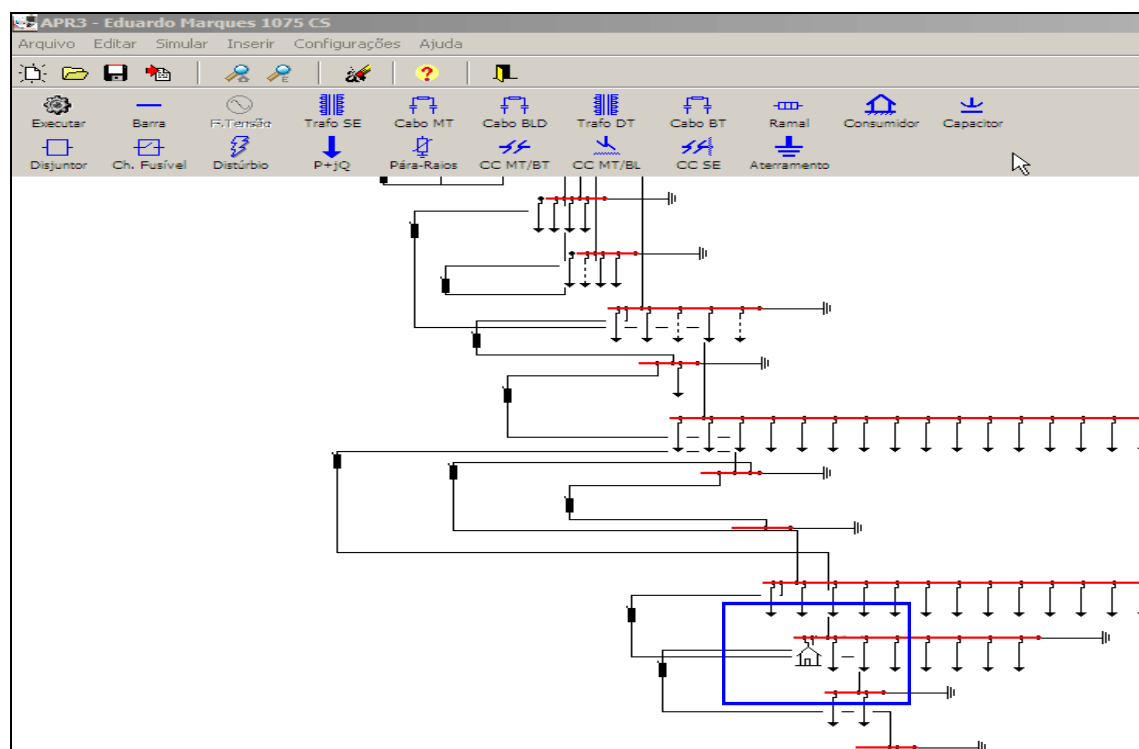 APR3 - Eduardo Marques 1075 CS
Arquivo Editar Simular Inserir Configurações Ajuda
Executar Barra F.Tensão Trafo SE Cabo MT Cabo BLD Trafo DT Cabo BT Ramal Consumidor Capacitor
Disjuntor Ch. Fusível Distúrbio P+jQ Pára-Raios CC MT/BT CC MT/BL CC SE Aterramento